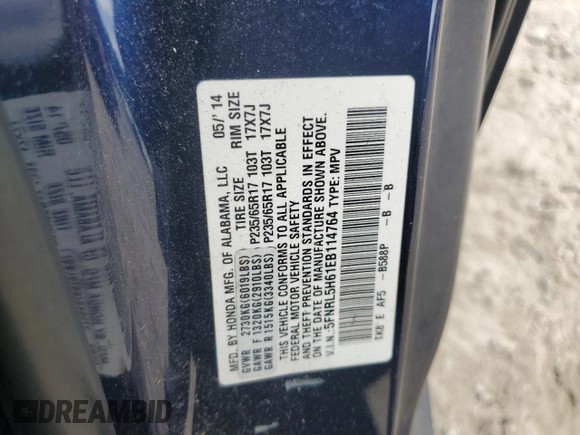 MFD. BY HONDA MFG. OF ALABAMA, LLC 05/'14
TIRE SIZE RIM SIZE
GVWR 2730KG(6019LBS)
GAWR F 1320KG(2910LBS) P235/65R17 103T 17X7J
GAWR R 1515KG(3340LBS) P235/65R17 103T 17X7J
THIS VEHICLE CONFORMS TO ALL APPLICABLE
FEDERAL MOTOR VEHICLE SAFETY
AND THEFT PREVENTION STANDARDS IN EFFECT
ON THE DATE OF MANUFACTURE SHOWN ABOVE.
V.I.N.:5FNRL5H61EB114764 TYPE: MPV
TK8 E AF5 -B588P -B -B
DREAMBID